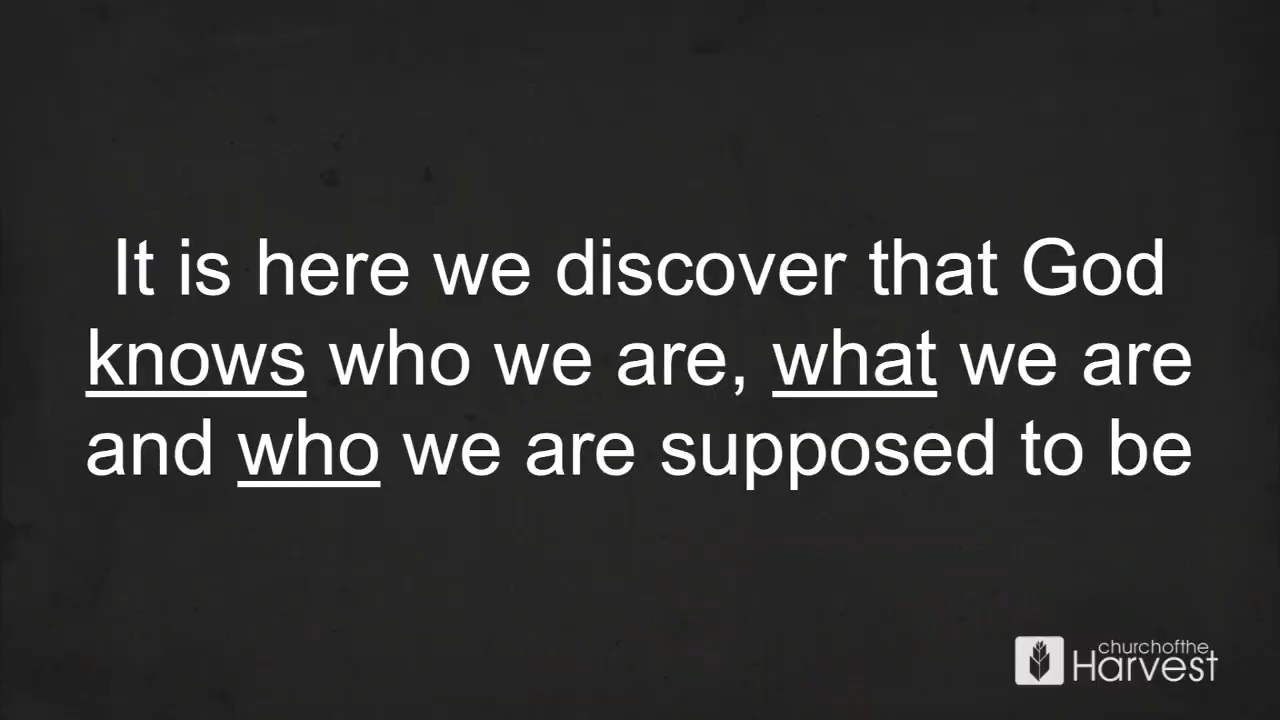 It is here we discover that God
knows who we are, what we are
and who we are supposed to be
churchofthe
Harvest